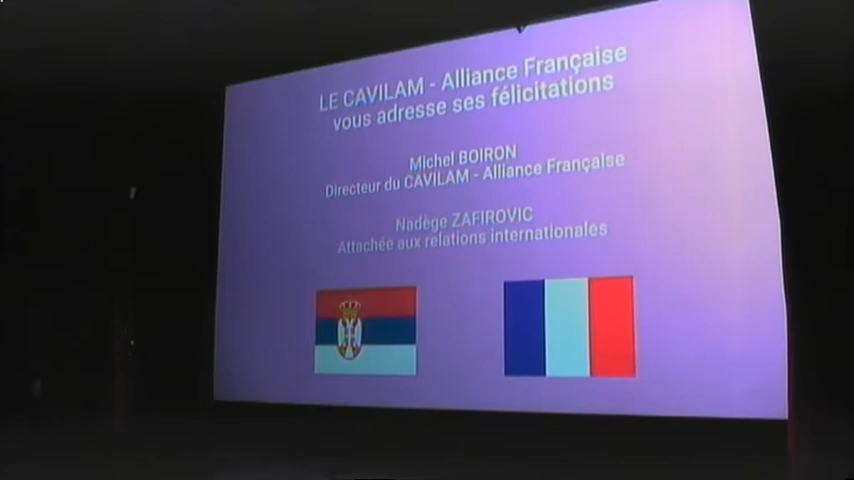 LE CAVILAM - Alliance Française
vous adresse ses félicitations
Michel BOIRON
Directeur du CAVILAM - Alliance Française
Nadège ZAFIROVIC
Attachée aux relations internationales